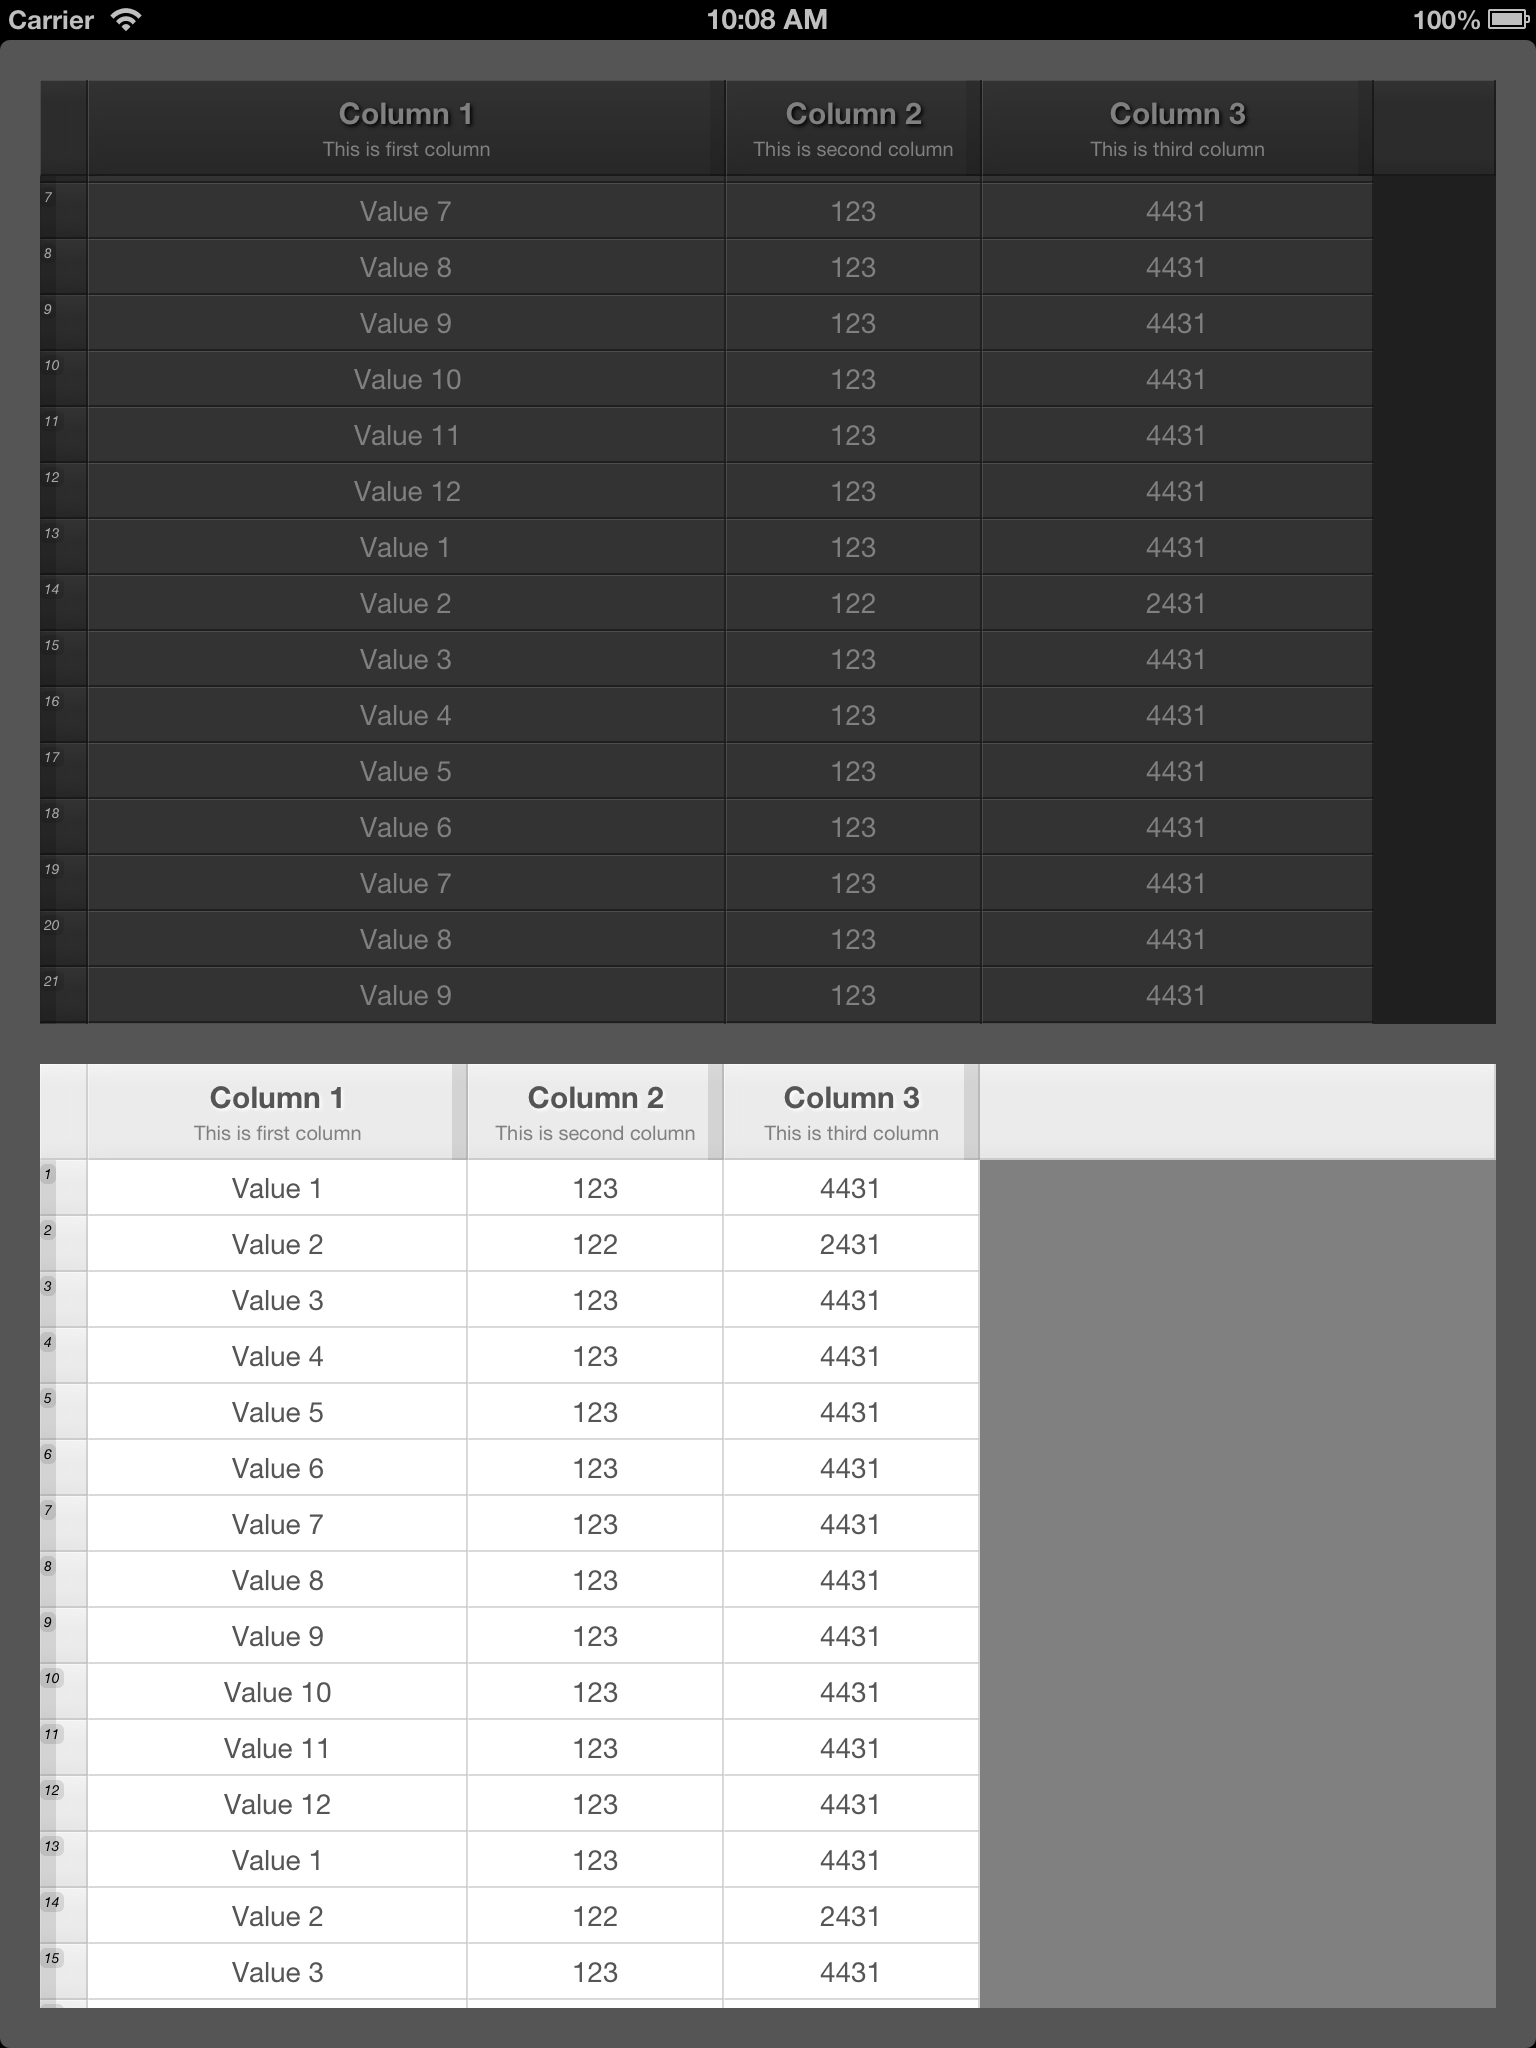 Carrier 10:08 AM 100%
Column 1 Column 2 Column 3
This is first column This is second column This is third column
7 Value 7 123 4431
8 Value 8 123 4431
9 Value 9 123 4431
10 Value 10 123 4431
11 Value 11 123 4431
12 Value 12 123 4431
13 Value 1 123 4431
14 Value 2 122 2431
15 Value 3 123 4431
16 Value 4 123 4431
17 Value 5 123 4431
18 Value 6 123 4431
19 Value 7 123 4431
20 Value 8 123 4431
21 Value 9 123 4431
Column 1 Column 2 Column 3
This is first column This is second column This is third column
1 Value 1 123 4431
2 Value 2 122 2431
3 Value 3 123 4431
4 Value 4 123 4431
5 Value 5 123 4431
6 Value 6 123 4431
7 Value 7 123 4431
8 Value 8 123 4431
9 Value 9 123 4431
10 Value 10 123 4431
11 Value 11 123 4431
12 Value 12 123 4431
13 Value 1 123 4431
14 Value 2 122 2431
15 Value 3 123 4431